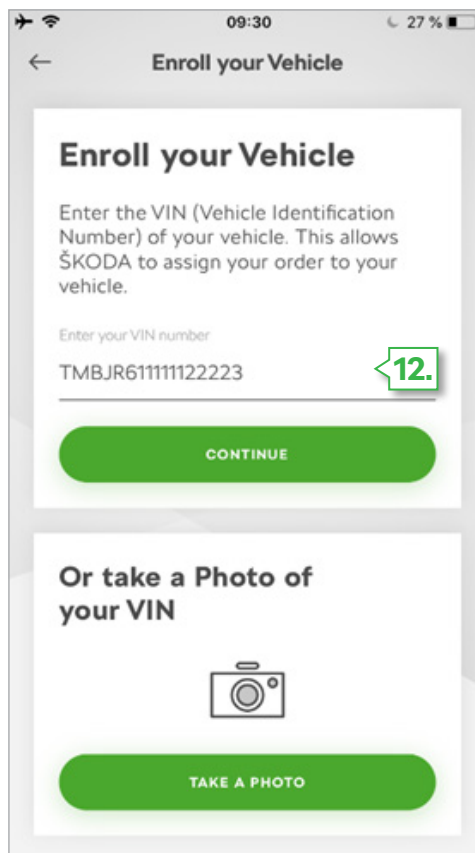 09:30
27 %
Enroll your Vehicle
Enroll your Vehicle
Enter the VIN (Vehicle Identification
Number) of your vehicle. This allows
ŠKODA to assign your order to your
vehicle.
Enter your VIN number
TMBJR611111122223
12.
CONTINUE
Or take a Photo of
your VIN
TAKE A PHOTO